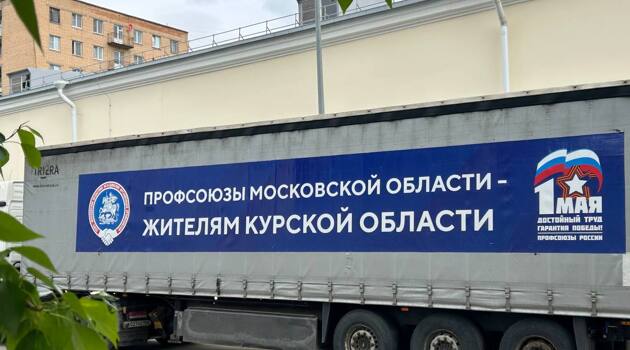 ПРОФСОЮЗЫ МОСКОВСКОЙ ОБЛАСТИ -
ЖИТЕЛЯМ КУРСКОЙ ОБЛАСТИ
1 МАЯ
ДОСТОЙНЫЙ ТРУД
ГАРАНТИЯ ПОБЕДЫ!
ПРОФСОЮЗЫ РОССИИ